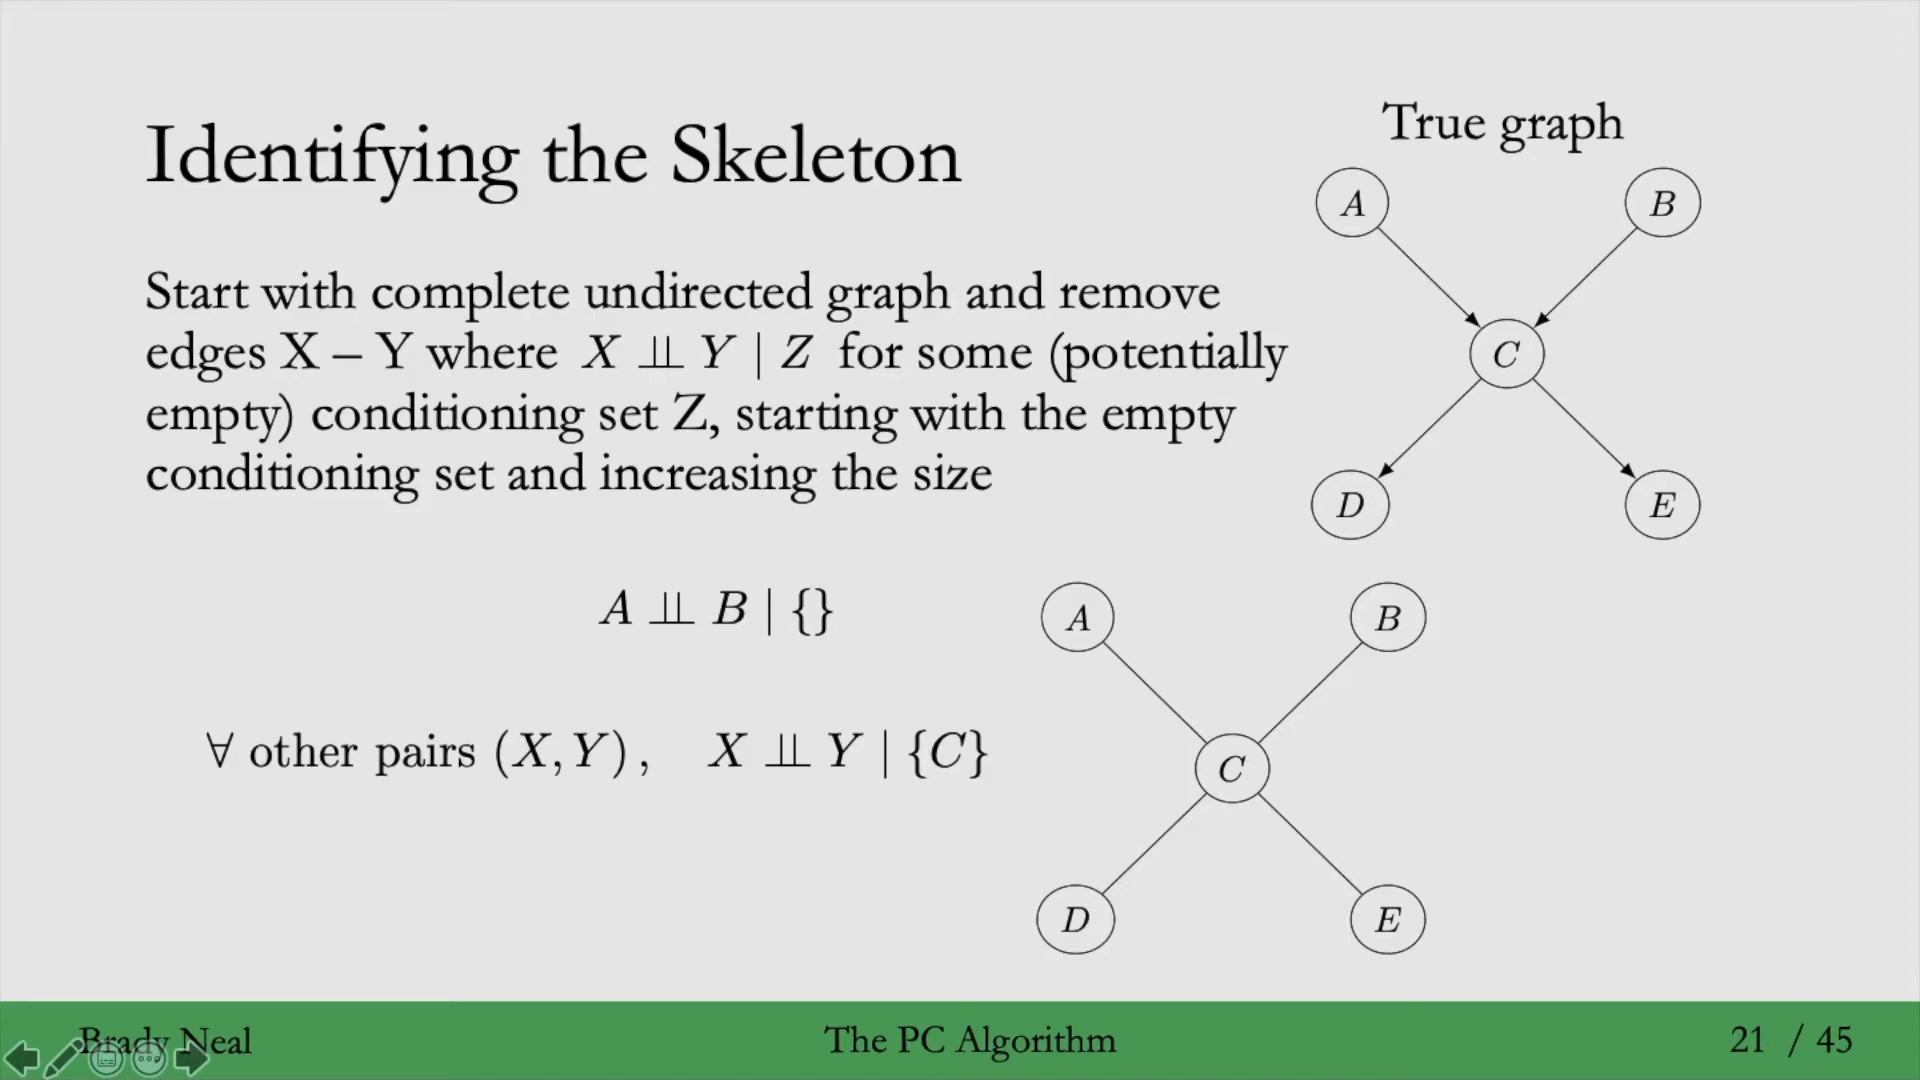 Identifying the Skeleton
Start with complete undirected graph and remove
edges X – Y where X ⫫ Y | Z for some (potentially
empty) conditioning set Z, starting with the empty
conditioning set and increasing the size
A ⫫ B | {}
∀ other pairs (X, Y), X ⫫ Y | {C}
True graph
A
B
C
D
E
A
B
C
D
E
Brady Neal
The PC Algorithm
21 / 45